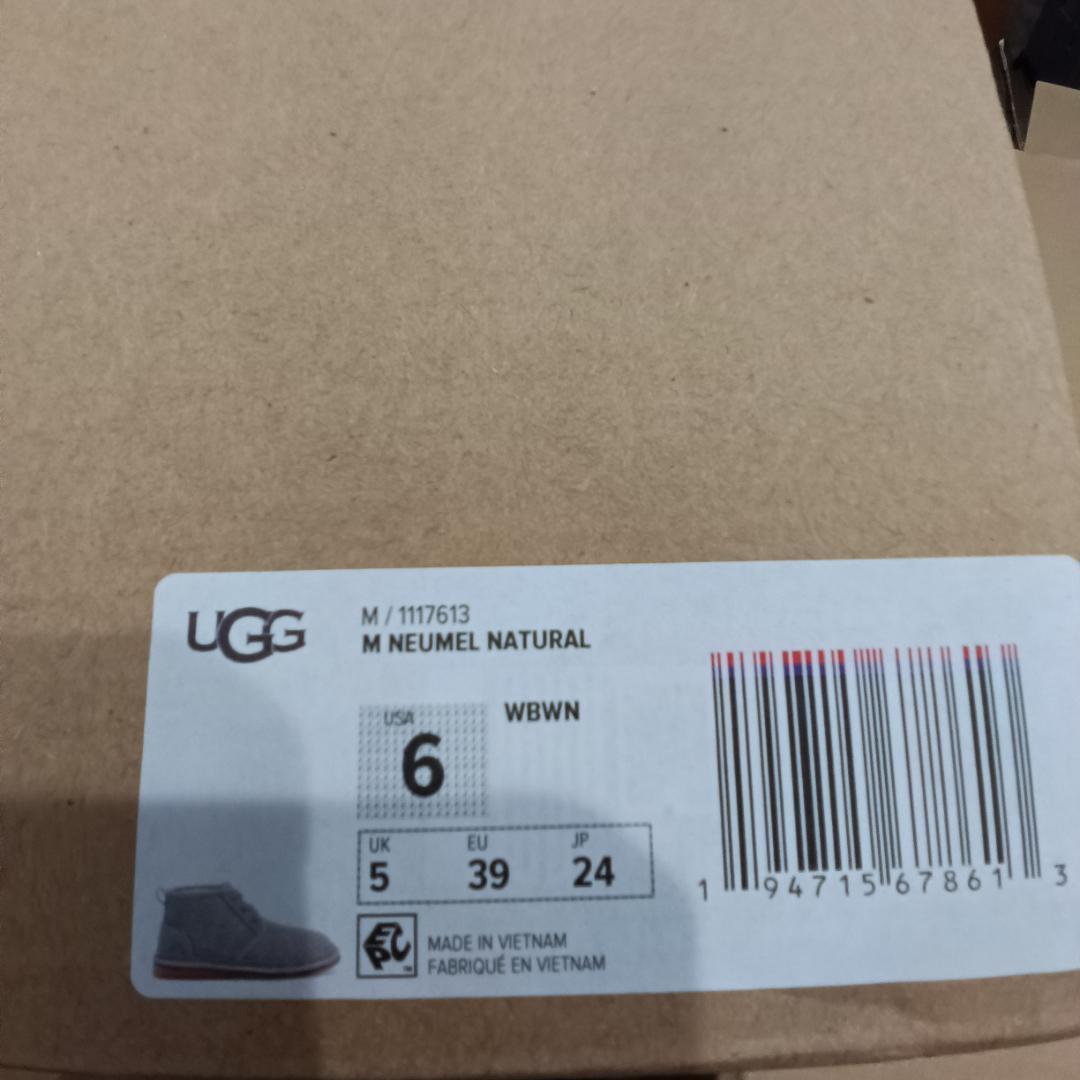 UGG
M / 1117613
M NEUMEL NATURAL
USA
6
WBWN
UK EU JP
5 39 24
1 94715 67861 3
EPC™
MADE IN VIETNAM
FABRIQUÉ EN VIETNAM